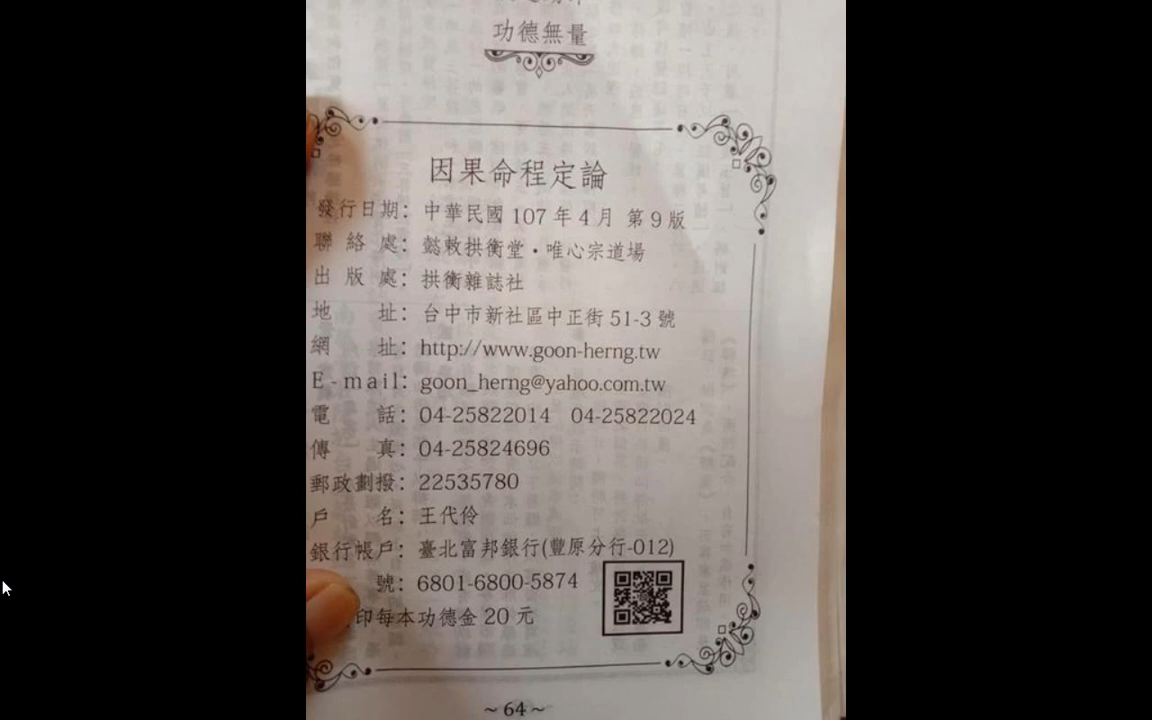 功德無量
因果命程定論
發行日期：中華民國 107 年 4 月 第 9 版
聯絡處：懿敕拱衡堂・唯心宗道場
出版處：拱衡雜誌社
地址：台中市新社區中正街 51-3 號
網址：http://www.goon-herng.tw
E-mail：goon_herng@yahoo.com.tw
電話：04-25822014 04-25822024
傳真：04-25824696
郵政劃撥：22535780
戶名：王代伶
銀行帳戶：臺北富邦銀行(豐原分行-012)
號：6801-6800-5874
印每本功德金 20 元
~ 64 ~